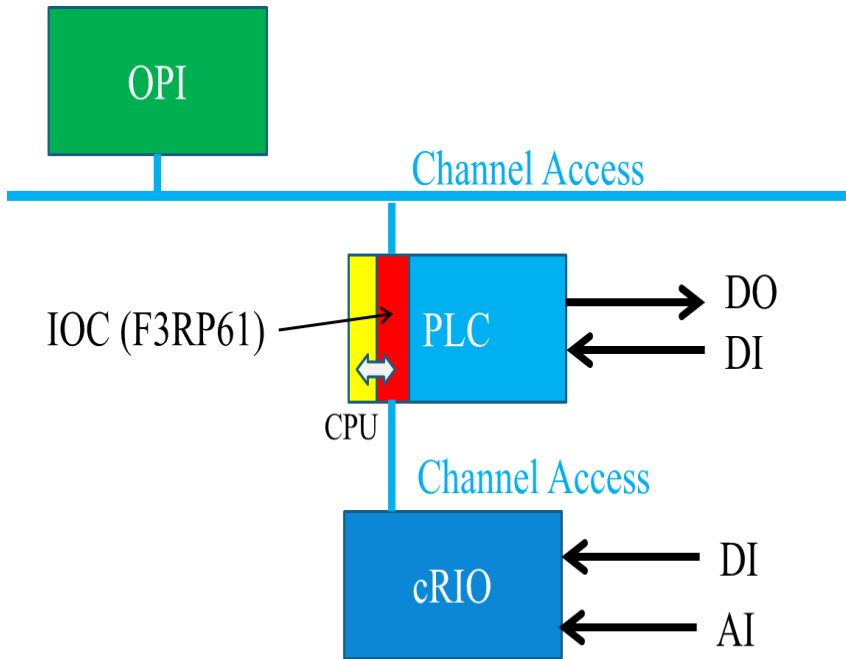 OPI
Channel Access
IOC (F3RP61)
PLC
DO
DI
CPU
Channel Access
cRIO
DI
AI